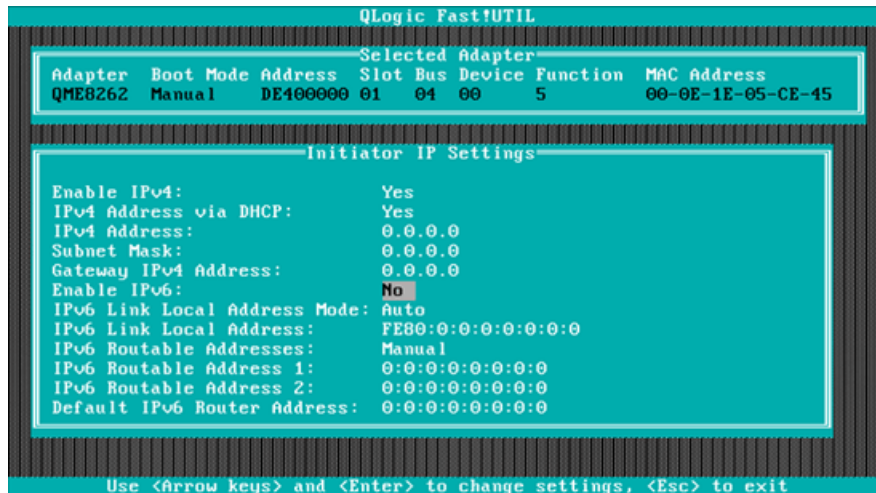 QLogic Fast!UTIL
Selected Adapter
Adapter Boot Mode Address Slot Bus Device Function MAC Address
QME8262 Manual DE400000 01 04 00 5 00-0E-1E-05-CE-45
Initiator IP Settings
Enable IPv4: Yes
IPv4 Address via DHCP: Yes
IPv4 Address: 0.0.0.0
Subnet Mask: 0.0.0.0
Gateway IPv4 Address: 0.0.0.0
Enable IPv6: No
IPv6 Link Local Address Mode: Auto
IPv6 Link Local Address: FE80:0:0:0:0:0:0:0
IPv6 Routable Addresses: Manual
IPv6 Routable Address 1: 0:0:0:0:0:0:0:0
IPv6 Routable Address 2: 0:0:0:0:0:0:0:0
Default IPv6 Router Address: 0:0:0:0:0:0:0:0
Use <Arrow keys> and <Enter> to change settings, <Esc> to exit